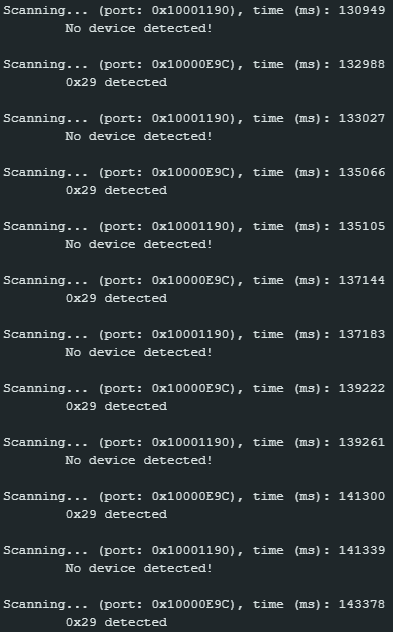 Scanning... (port: 0x10001190), time (ms): 130949
No device detected!
Scanning... (port: 0x10000E9C), time (ms): 132988
0x29 detected
Scanning... (port: 0x10001190), time (ms): 133027
No device detected!
Scanning... (port: 0x10000E9C), time (ms): 135066
0x29 detected
Scanning... (port: 0x10001190), time (ms): 135105
No device detected!
Scanning... (port: 0x10000E9C), time (ms): 137144
0x29 detected
Scanning... (port: 0x10001190), time (ms): 137183
No device detected!
Scanning... (port: 0x10000E9C), time (ms): 139222
0x29 detected
Scanning... (port: 0x10001190), time (ms): 139261
No device detected!
Scanning... (port: 0x10000E9C), time (ms): 141300
0x29 detected
Scanning... (port: 0x10001190), time (ms): 141339
No device detected!
Scanning... (port: 0x10000E9C), time (ms): 143378
0x29 detected